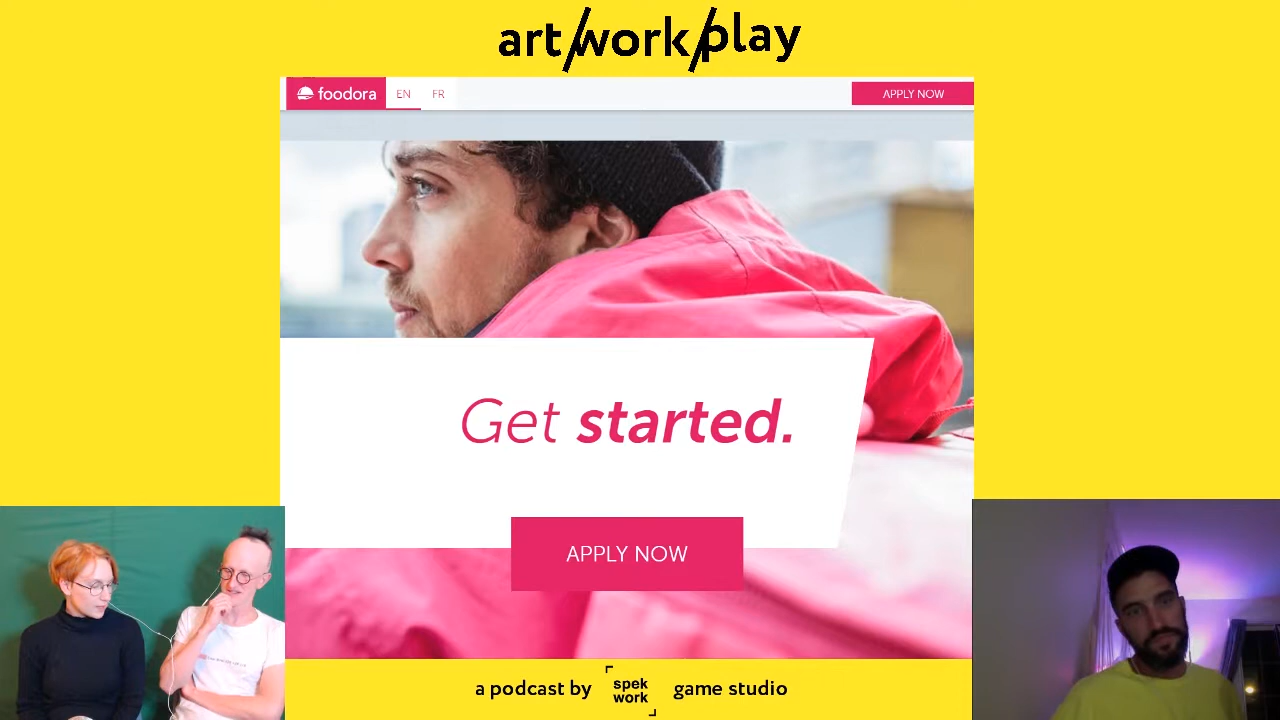 art/work/play
foodora EN FR APPLY NOW
Get started.
APPLY NOW
a podcast by spek work game studio